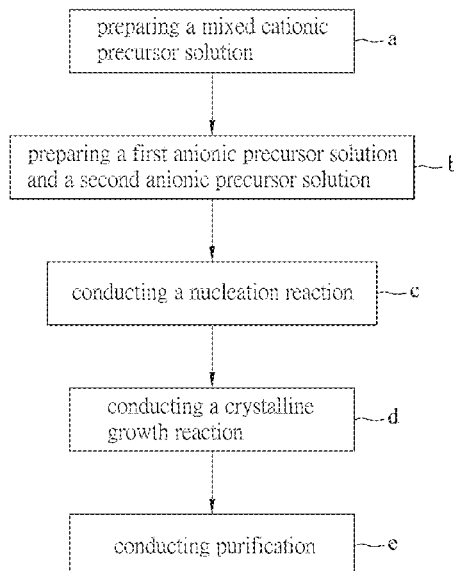 preparing a mixed cationic
precursor solution
a
preparing a first anionic precursor solution
and a second anionic precursor solution
b
conducting a nucleation reaction
c
conducting a crystalline
growth reaction
d
conducting purification
e